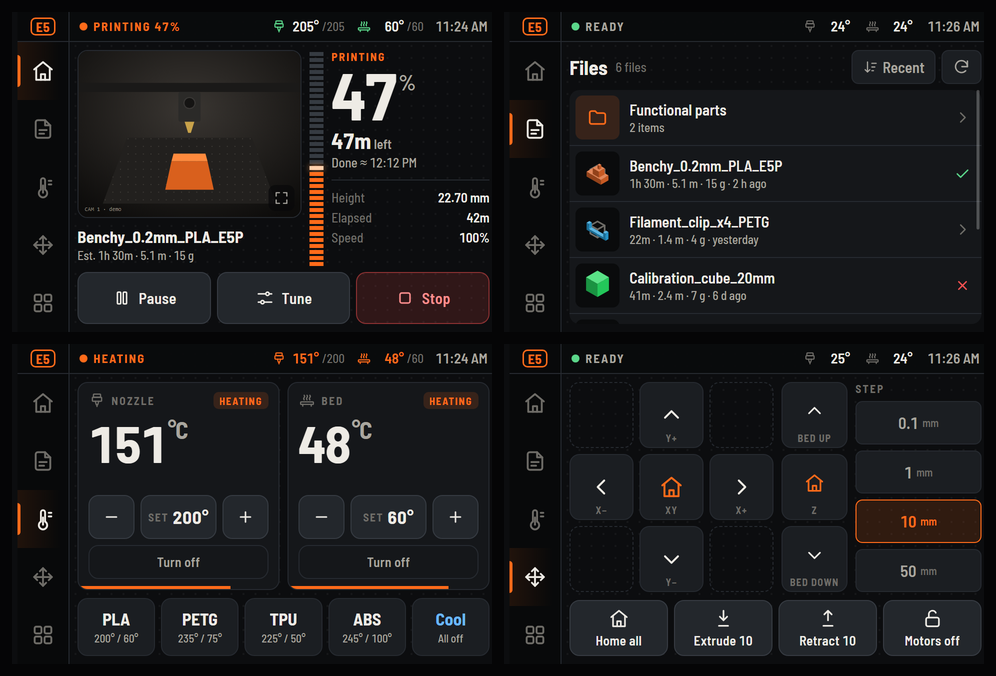 E5
PRINTING 47%
205° /205
60° /60
11:24 AM
CAM 1 · demo
PRINTING
47%
47m left
Done ≈ 12:12 PM
Height 22.70 mm
Elapsed 42m
Speed 100%
Benchy_0.2mm_PLA_E5P
Est. 1h 30m · 5.1 m · 15 g
Pause
Tune
Stop
E5
READY
24°
24°
11:26 AM
Files 6 files
Recent
Functional parts
2 items
Benchy_0.2mm_PLA_E5P
1h 30m · 5.1 m · 15 g · 2 h ago
Filament_clip_x4_PETG
22m · 1.4 m · 4 g · yesterday
Calibration_cube_20mm
41m · 2.4 m · 7 g · 6 d ago
E5
HEATING
151° /200
48° /60
11:24 AM
NOZZLE HEATING
151°C
SET 200°
Turn off
BED HEATING
48°C
SET 60°
Turn off
PLA
200° / 60°
PETG
235° / 75°
TPU
225° / 50°
ABS
245° / 100°
Cool
All off
E5
READY
25°
24°
11:26 AM
Y+
BED UP
X−
XY
X+
Z
Y−
BED DOWN
STEP
0.1 mm
1 mm
10 mm
50 mm
Home all
Extrude 10
Retract 10
Motors off